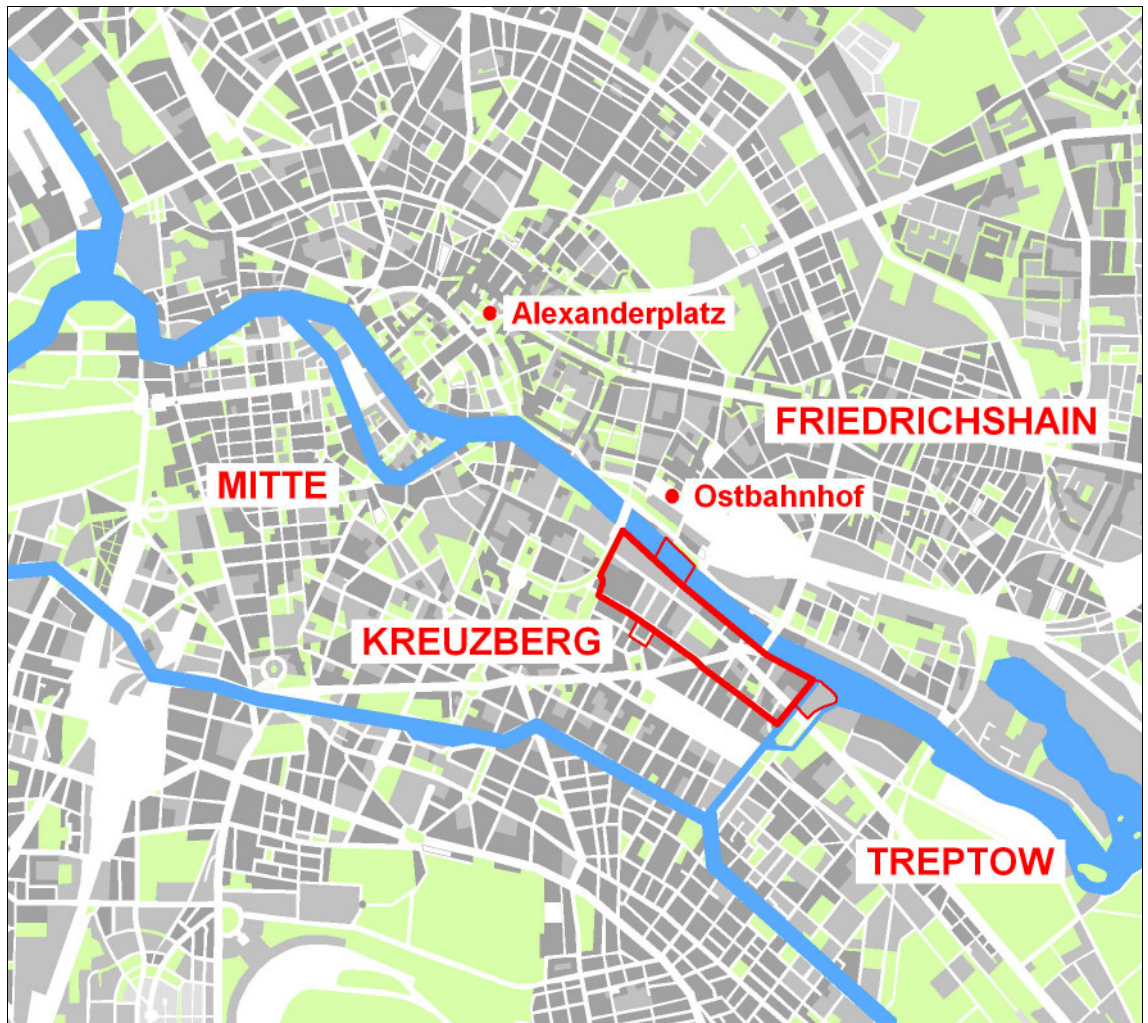 Alexanderplatz
FRIEDRICHSHAIN
MITTE
Ostbahnhof
KREUZBERG
TREPTOW